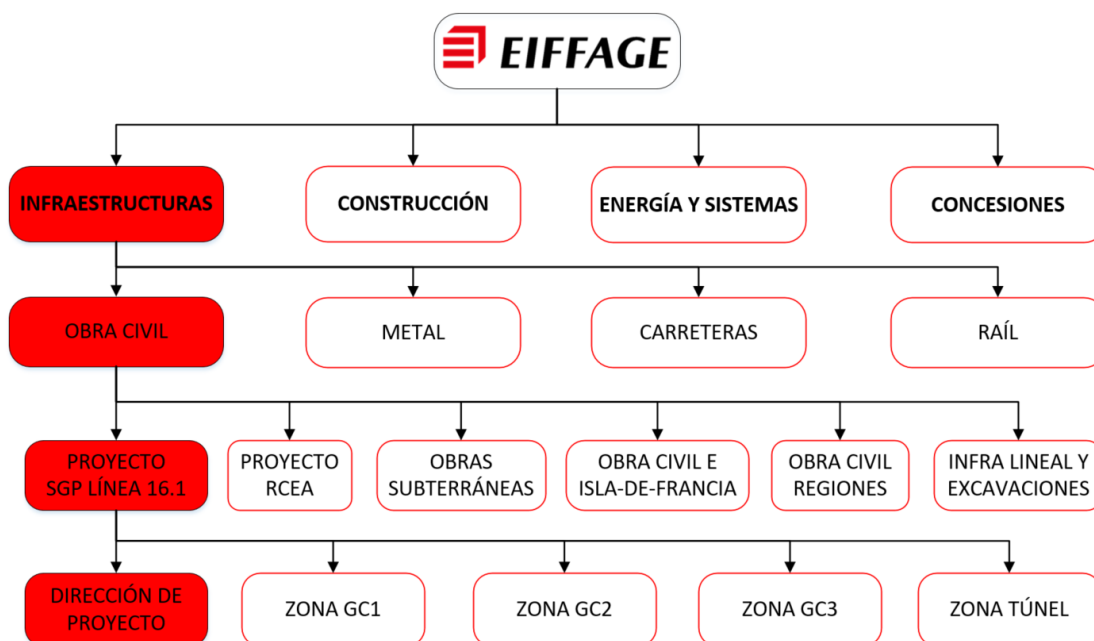 EIFFAGE
INFRAESTRUCTURAS
CONSTRUCCIÓN
ENERGÍA Y SISTEMAS
CONCESIONES
OBRA CIVIL
METAL
CARRETERAS
RAÍL
PROYECTO
SGP LÍNEA 16.1
PROYECTO
RCEA
OBRAS
SUBTERRÁNEAS
OBRA CIVIL E
ISLA-DE-FRANCIA
OBRA CIVIL
REGIONES
INFRA LINEAL Y
EXCAVACIONES
DIRECCIÓN DE
PROYECTO
ZONA GC1
ZONA GC2
ZONA GC3
ZONA TÚNEL